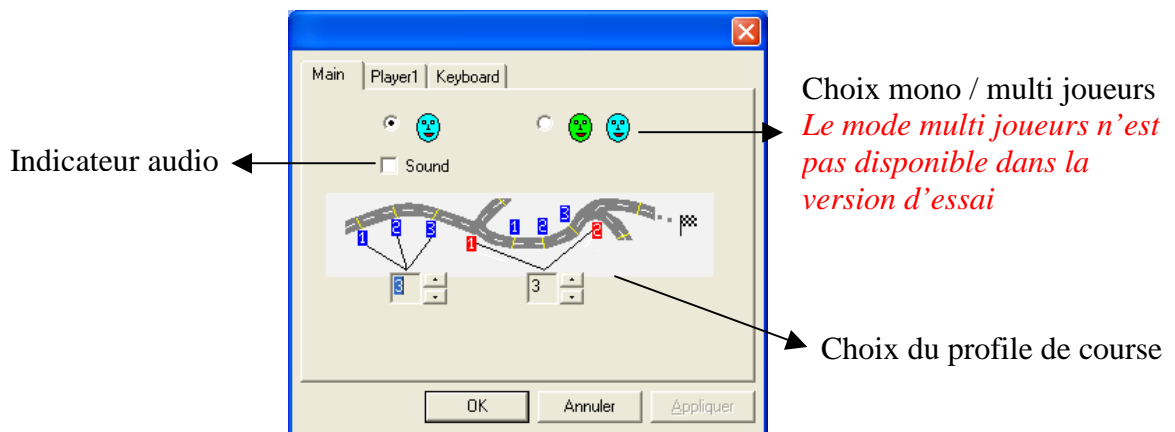 Main Player1 Keyboard
Choix mono / multi joueurs
Le mode multi joueurs n'est
pas disponible dans la
version d'essai
Indicateur audio
Sound
1 2 3 1 1 2 3 2
3 3
Choix du profile de course
OK Annuler Appliquer